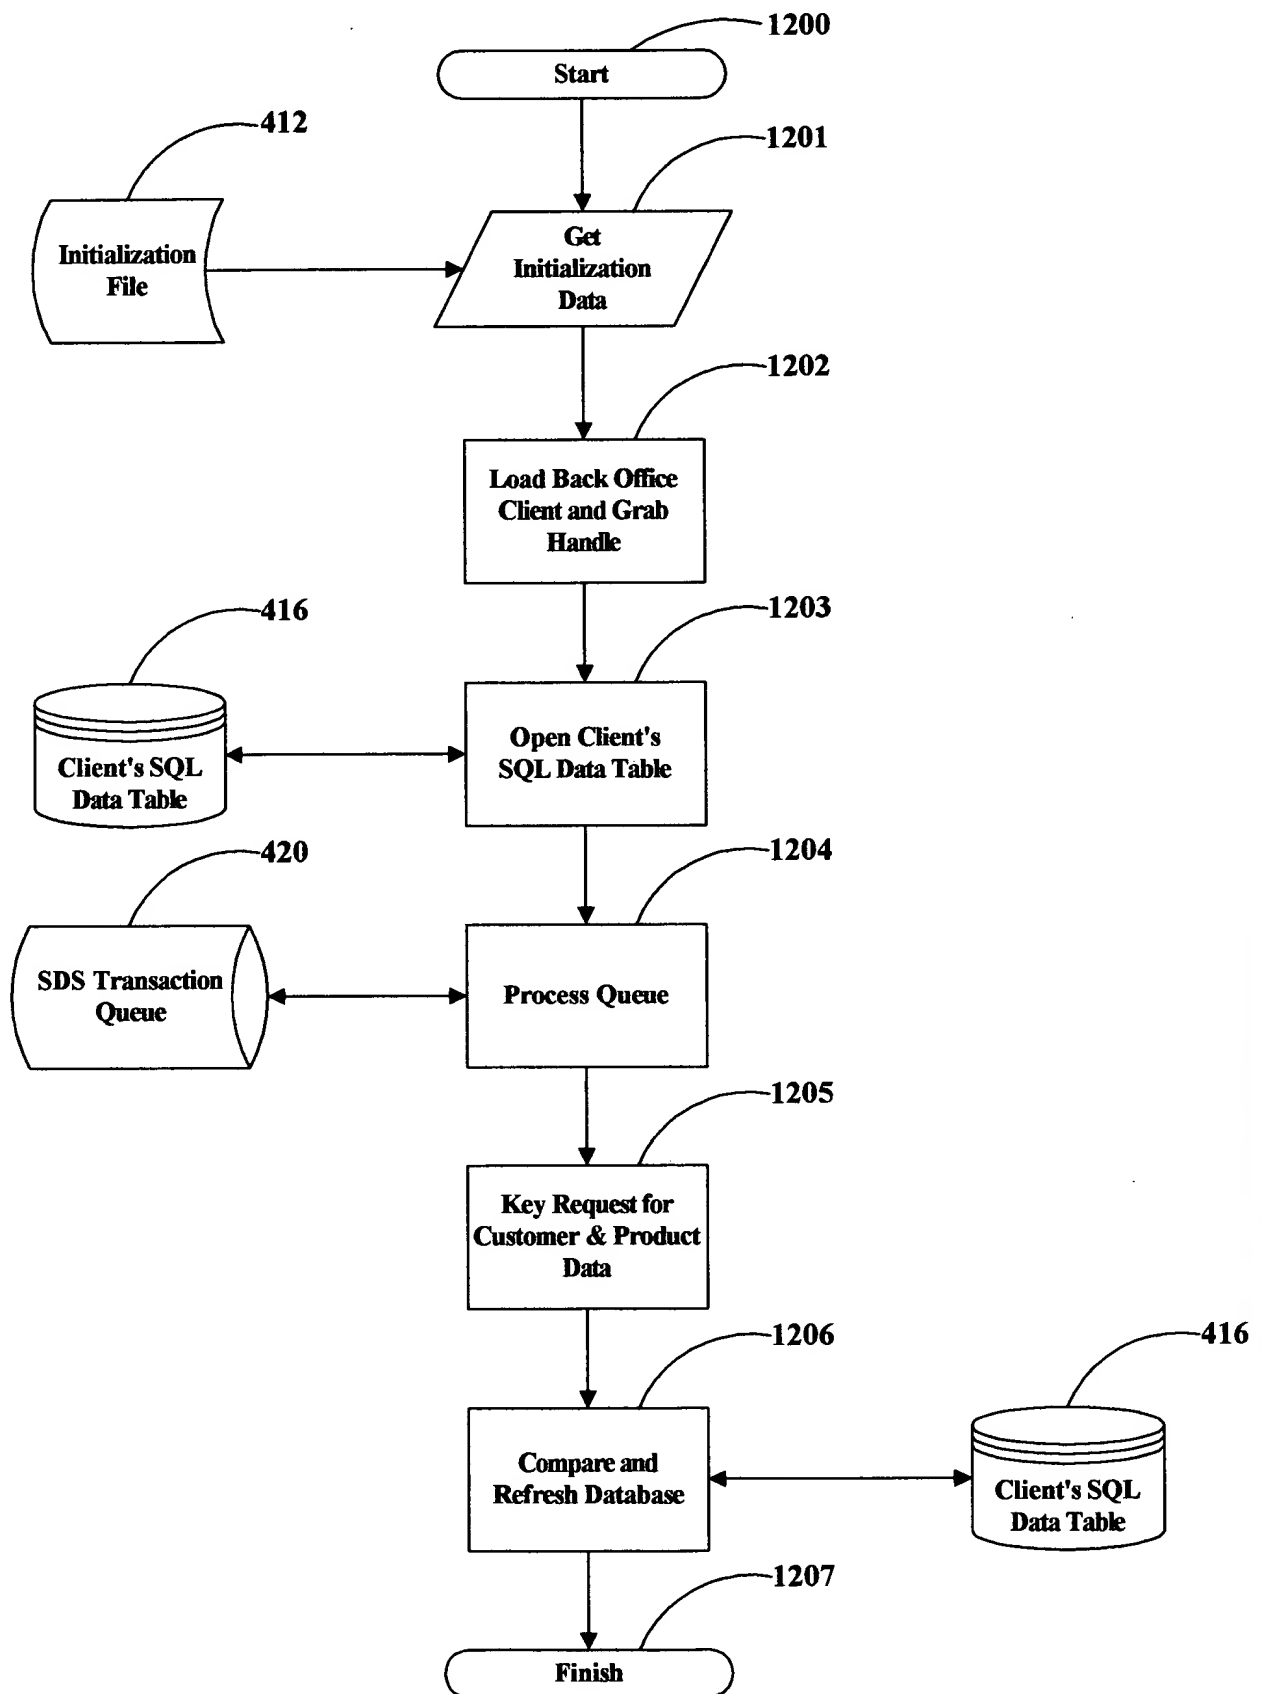 1200
Start
412
1201
Initialization
File
Get
Initialization
Data
1202
Load Back Office
Client and Grab
Handle
416
1203
Client's SQL
Data Table
Open Client's
SQL Data Table
420
1204
SDS Transaction
Queue
Process Queue
1205
Key Request for
Customer & Product
Data
1206
416
Compare and
Refresh Database
Client's SQL
Data Table
1207
Finish